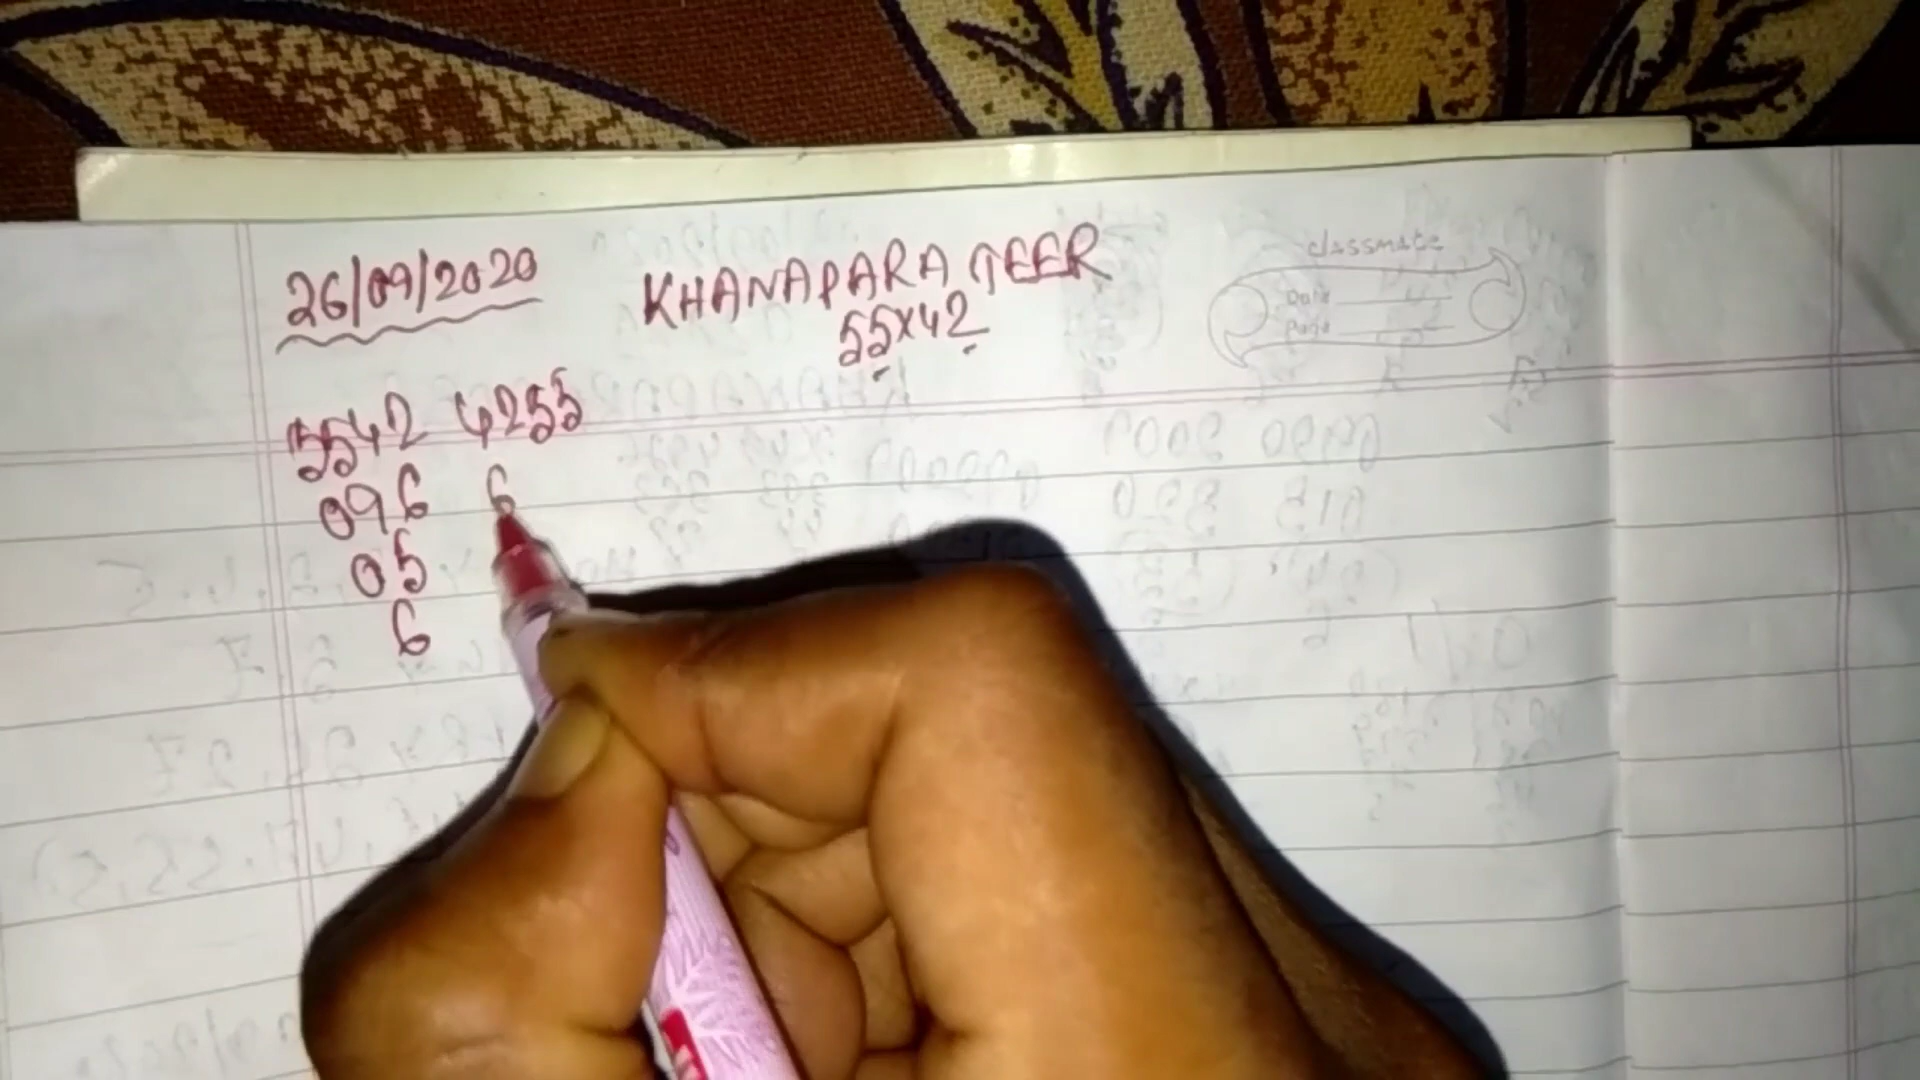 26/09/2020 KHANAPARA TEER
55x42
classmate
Date
Page
5542 4255
096 6
05
6